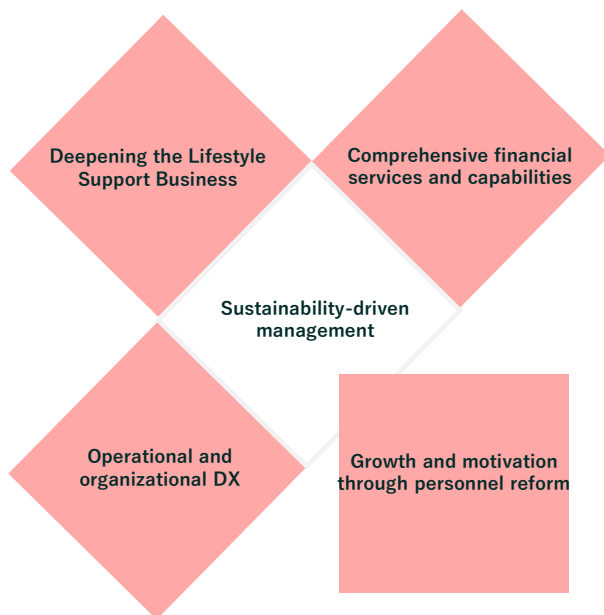 Deepening the Lifestyle
Support Business
Comprehensive financial
services and capabilities
Sustainability-driven
management
Operational and
organizational DX
Growth and motivation
through personnel reform